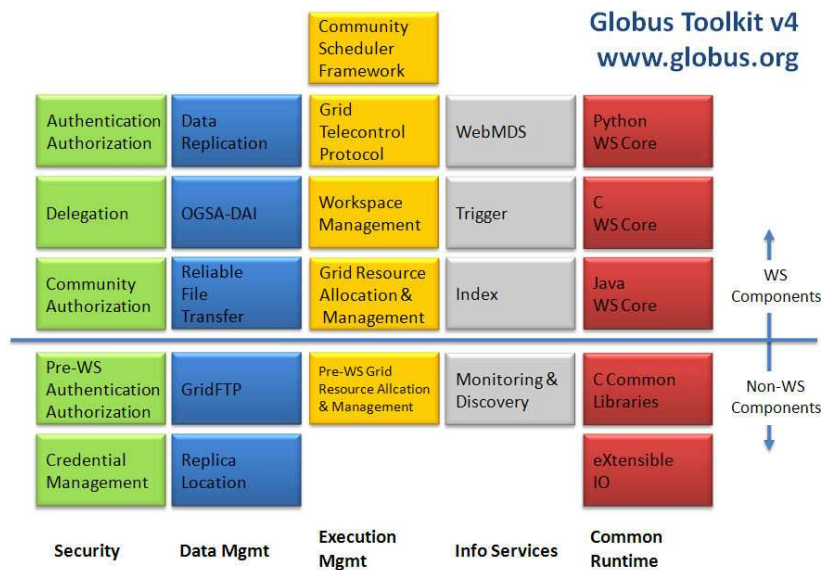 Globus Toolkit v4
www.globus.org
Community
Scheduler
Framework
Authentication
Authorization
Data
Replication
Grid
Telecontrol
Protocol
WebMDS
Python
WS Core
Delegation
OGSA-DAI
Workspace
Management
Trigger
C
WS Core
Community
Authorization
Reliable
File
Transfer
Grid Resource
Allocation &
Management
Index
Java
WS Core
WS
Components
Pre-WS
Authentication
Authorization
GridFTP
Pre-WS Grid
Resource Allcation
& Management
Monitoring &
Discovery
C Common
Libraries
Non-WS
Components
Credential
Management
Replica
Location
eXtensible
IO
Security
Data Mgmt
Execution
Mgmt
Info Services
Common
Runtime